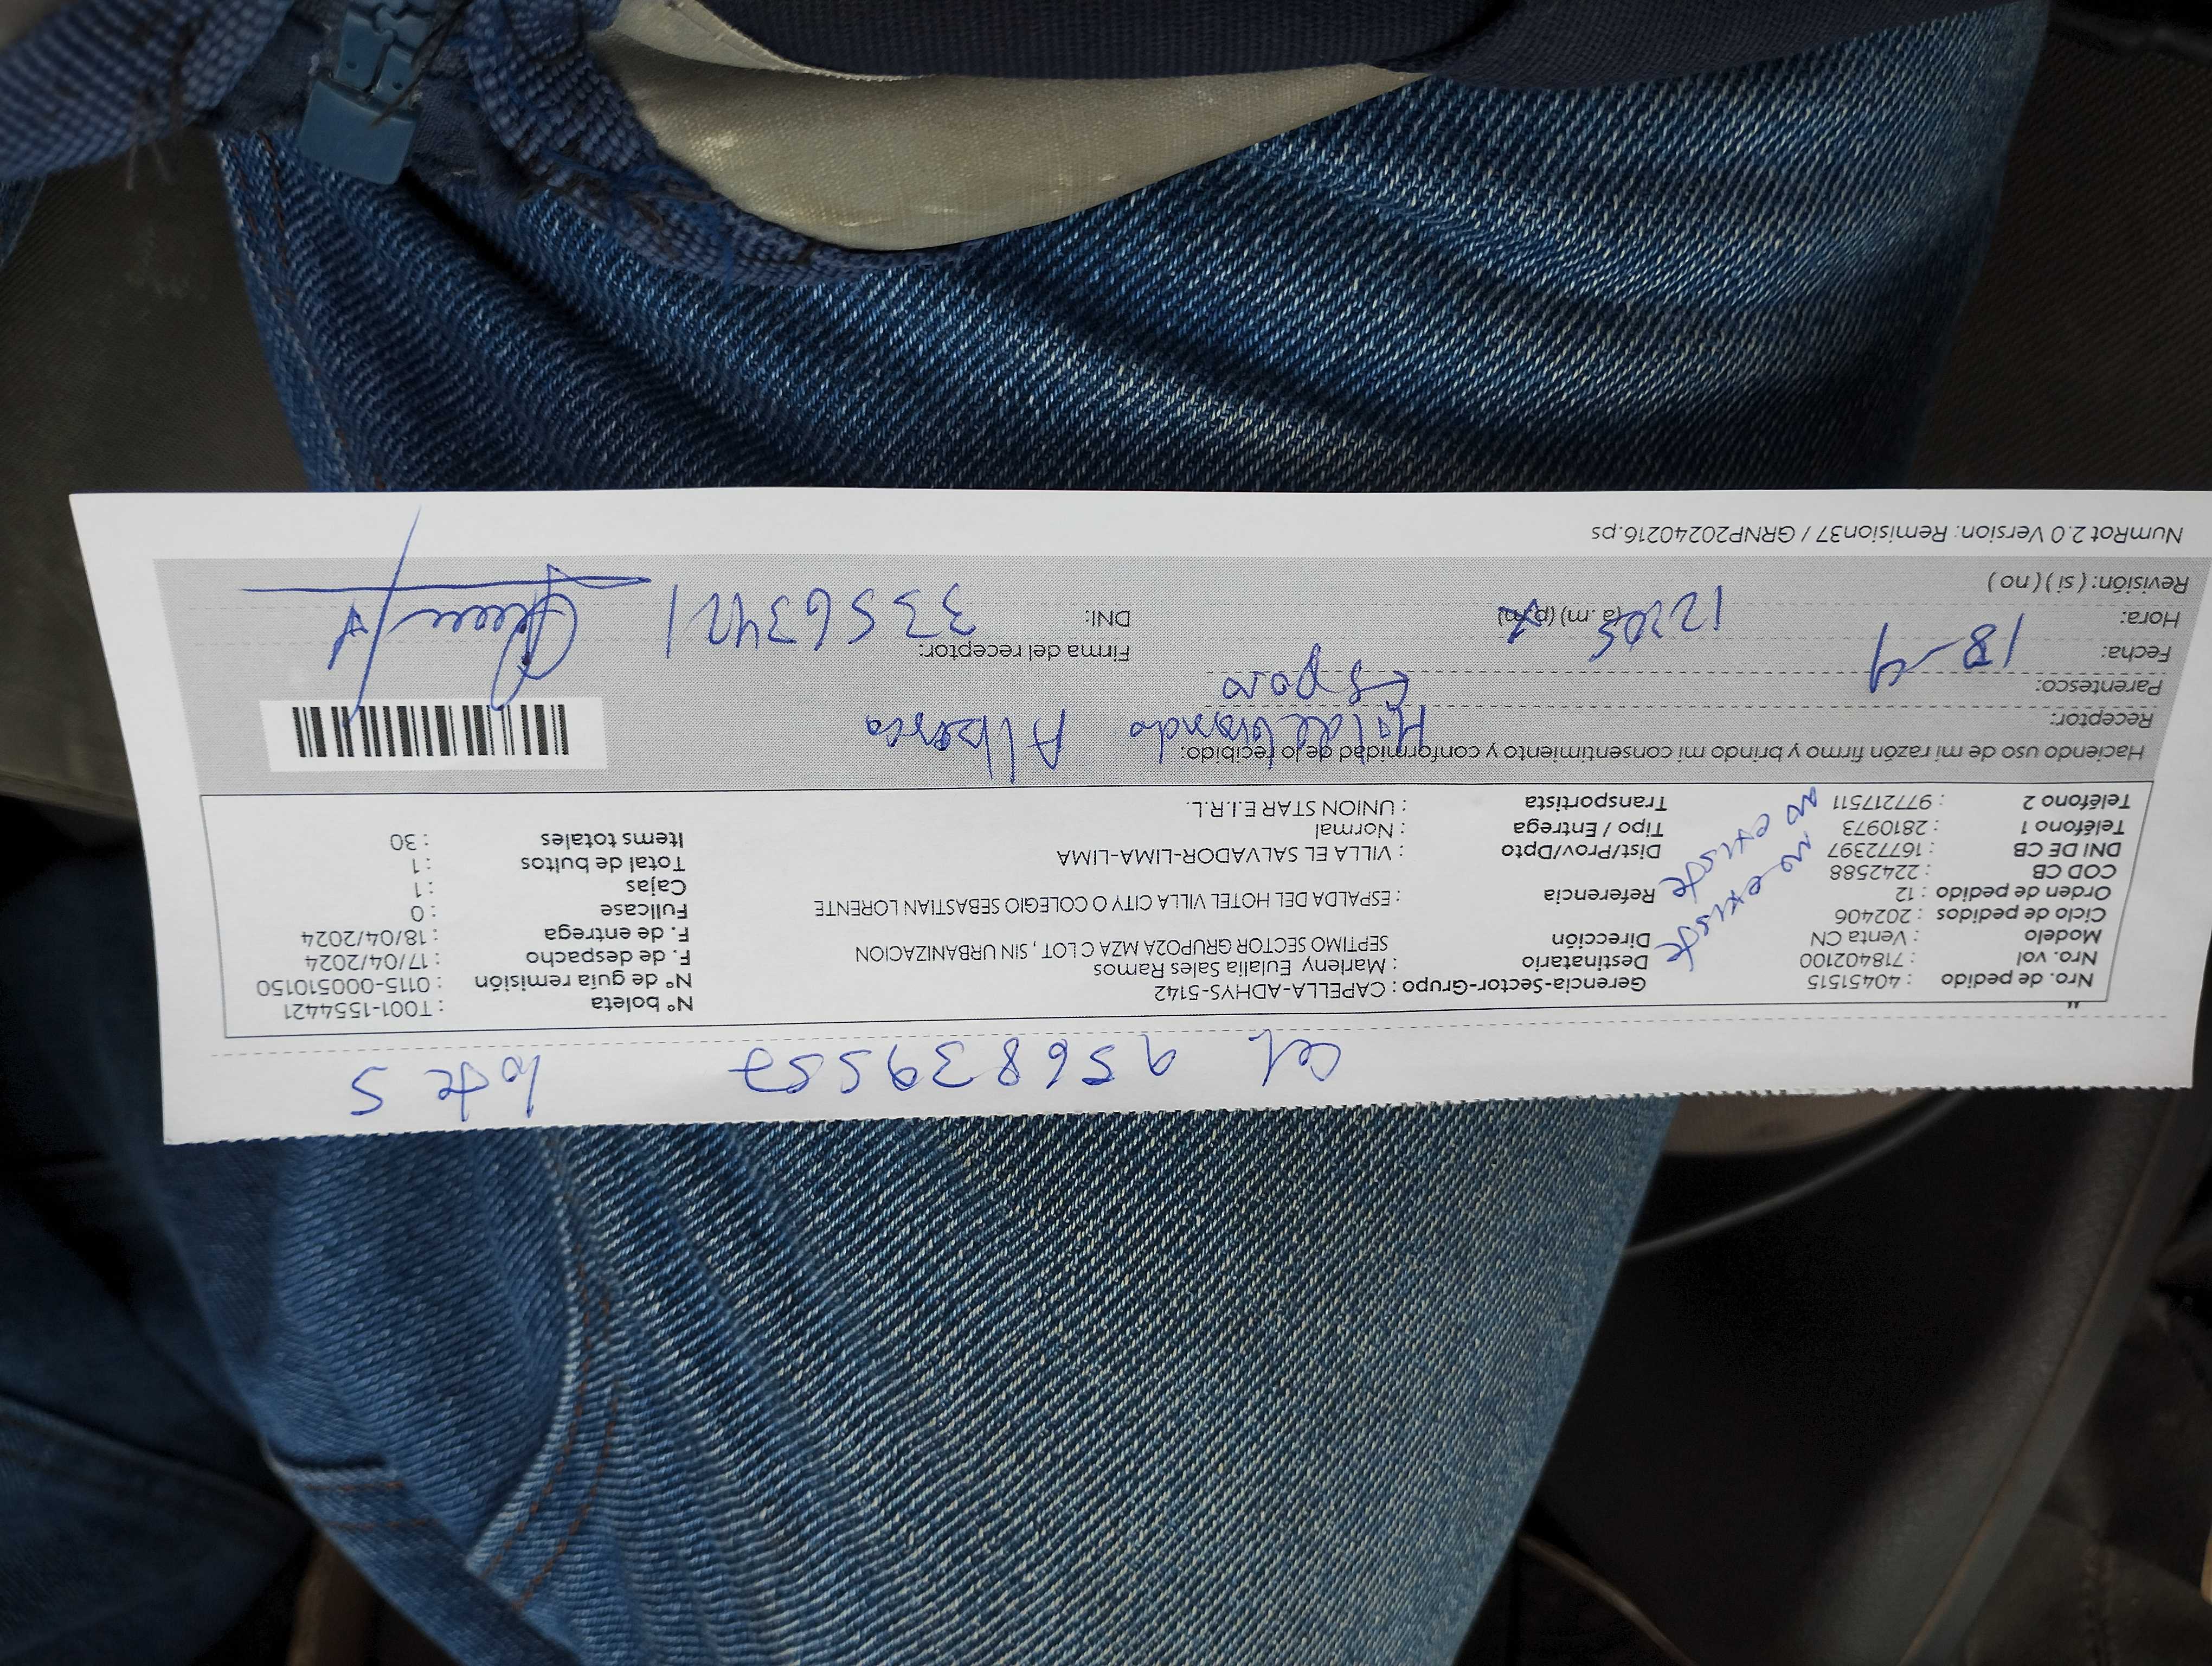 cel 956839557 lote 5
Nro. de pedido : 40451515
Nro. vol : 718402100
Modelo : Venta CN
Ciclo de pedidos : 202406
Orden de pedido : 12
COD CB : 2242588
DNI DE CB : 16772397
Teléfono 1 : 2810973
Teléfono 2 : 977217511
no existe
no existe
Gerencia-Sector-Grupo : CAPELLA-ADHYS-5142
Destinatario : Marleny Eulalia Sales Ramos
Dirección SEPTIMO SECTOR GRUPO2A MZA C LOT , SIN URBANIZACION
Referencia : ESPALDA DEL HOTEL VILLA CITY O COLEGIO SEBASTIAN LORENTE
Dist/Prov/Dpto : VILLA EL SALVADOR-LIMA-LIMA
Tipo / Entrega : Normal
Transportista : UNION STAR E.I.R.L.
N° boleta : T001-1554421
N° de guía remisión : 0115-000510150
F. de despacho : 17/04/2024
F. de entrega : 18/04/2024
Fullcase : 0
Cajas : 1
Total de bultos : 1
Items totales : 30
Haciendo uso de mi razón firmo y brindo mi consentimiento y conformidad de lo recibido:
Receptor: Hildebrando Alberca
Parentesco: Esposo
Fecha: 18-4
Firma del receptor:
Hora: 12:05 (a .m) (p.m)
DNI: 33563421
Revisión: ( si ) ( no )
NumRot 2.0 Version: Remision37 / GRNP20240216.ps